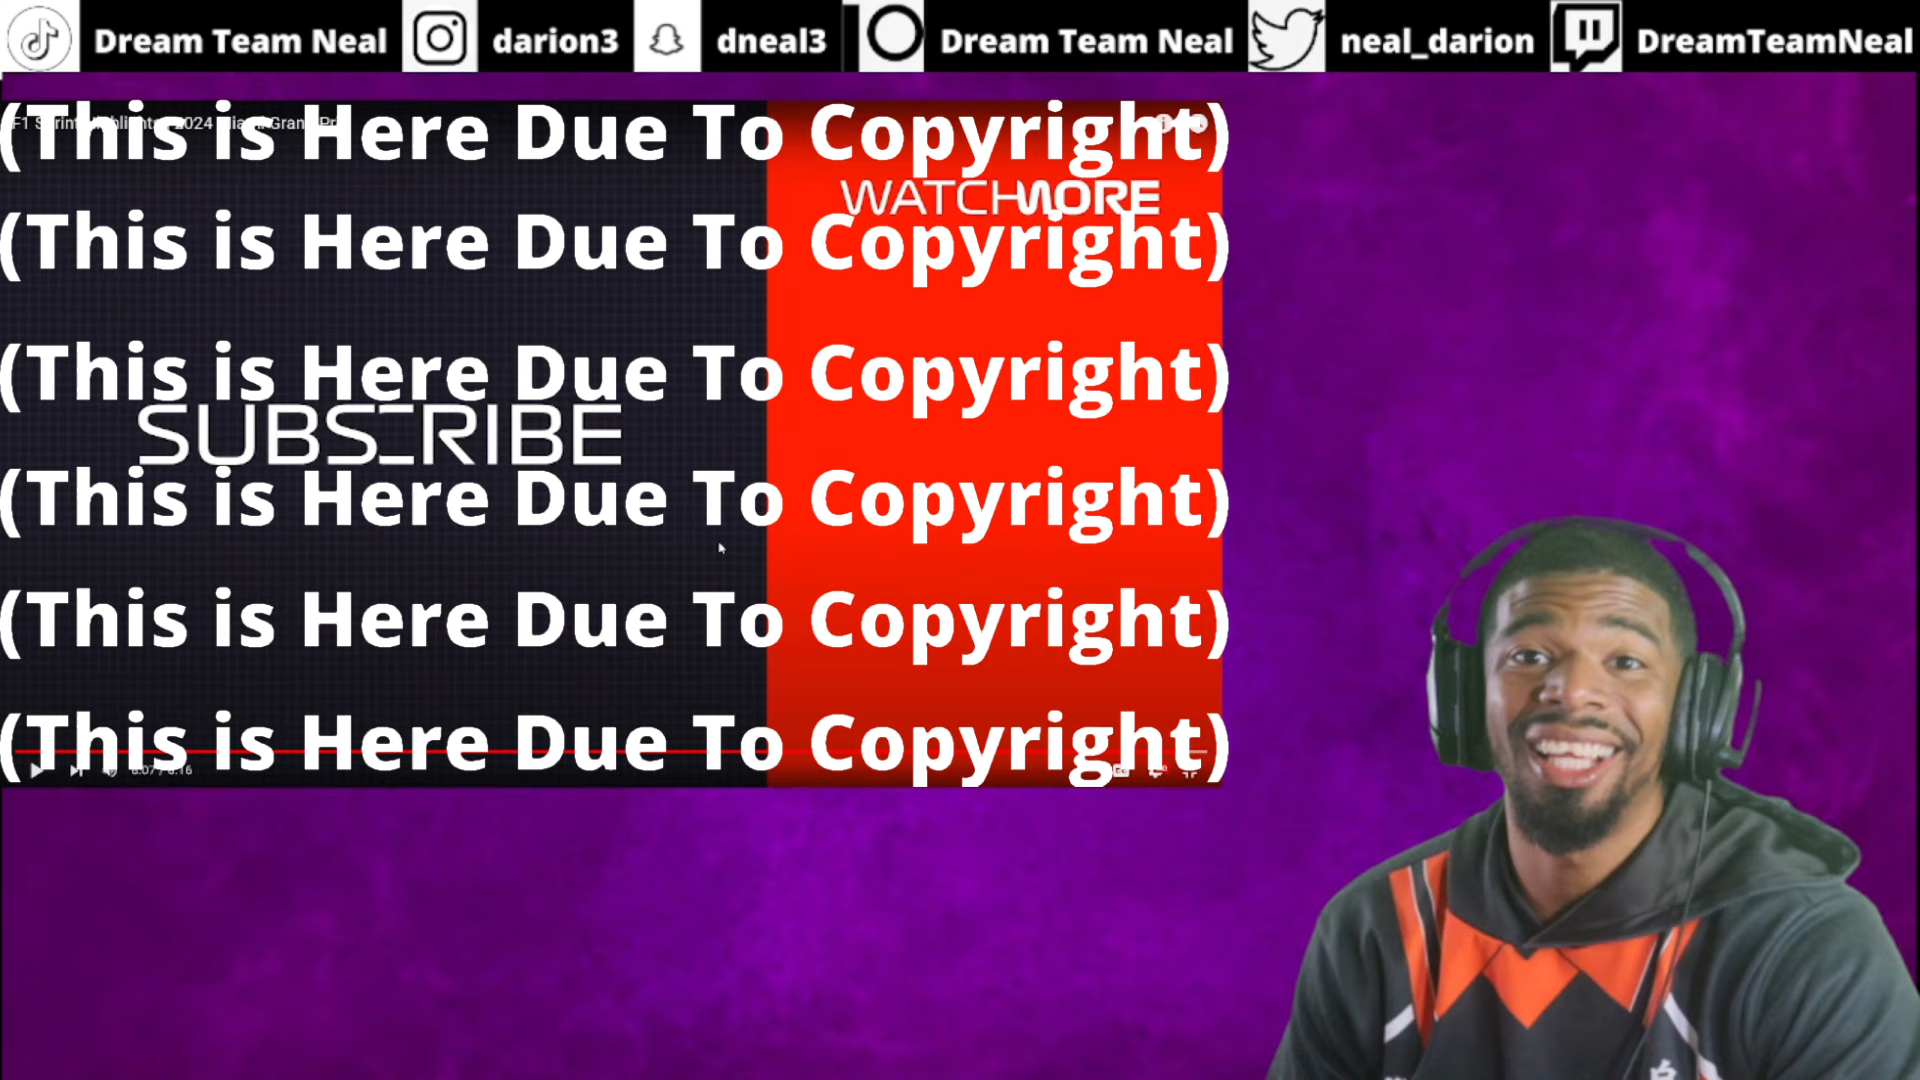 Dream Team Neal darion3 dneal3 Dream Team Neal neal_darion DreamTeamNeal
(This is Here Due To Copyright)
WATCHMORE
(This is Here Due To Copyright)
(This is Here Due To Copyright)
SUBSCRIBE
(This is Here Due To Copyright)
(This is Here Due To Copyright)
(This is Here Due To Copyright)